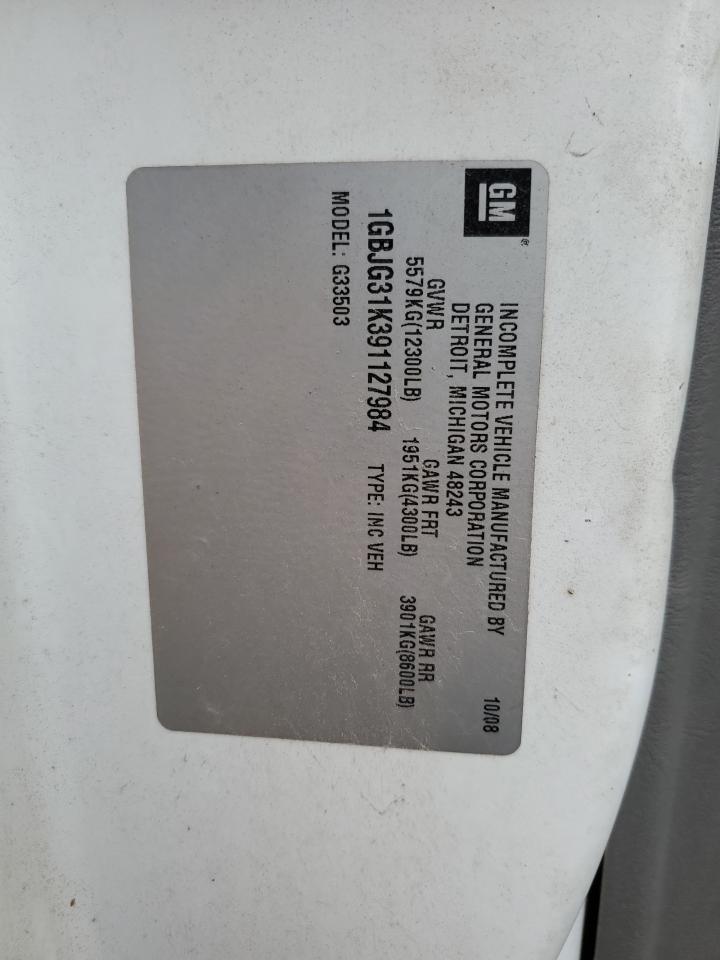 GM®
INCOMPLETE VEHICLE MANUFACTURED BY
GENERAL MOTORS CORPORATION 10/08
DETROIT, MICHIGAN 48243
GVWR GAWR FRT GAWR RR
5579KG(12300LB) 1951KG(4300LB) 3901KG(8600LB)
1GBJG31K391127984 TYPE: INC VEH
MODEL: G33503